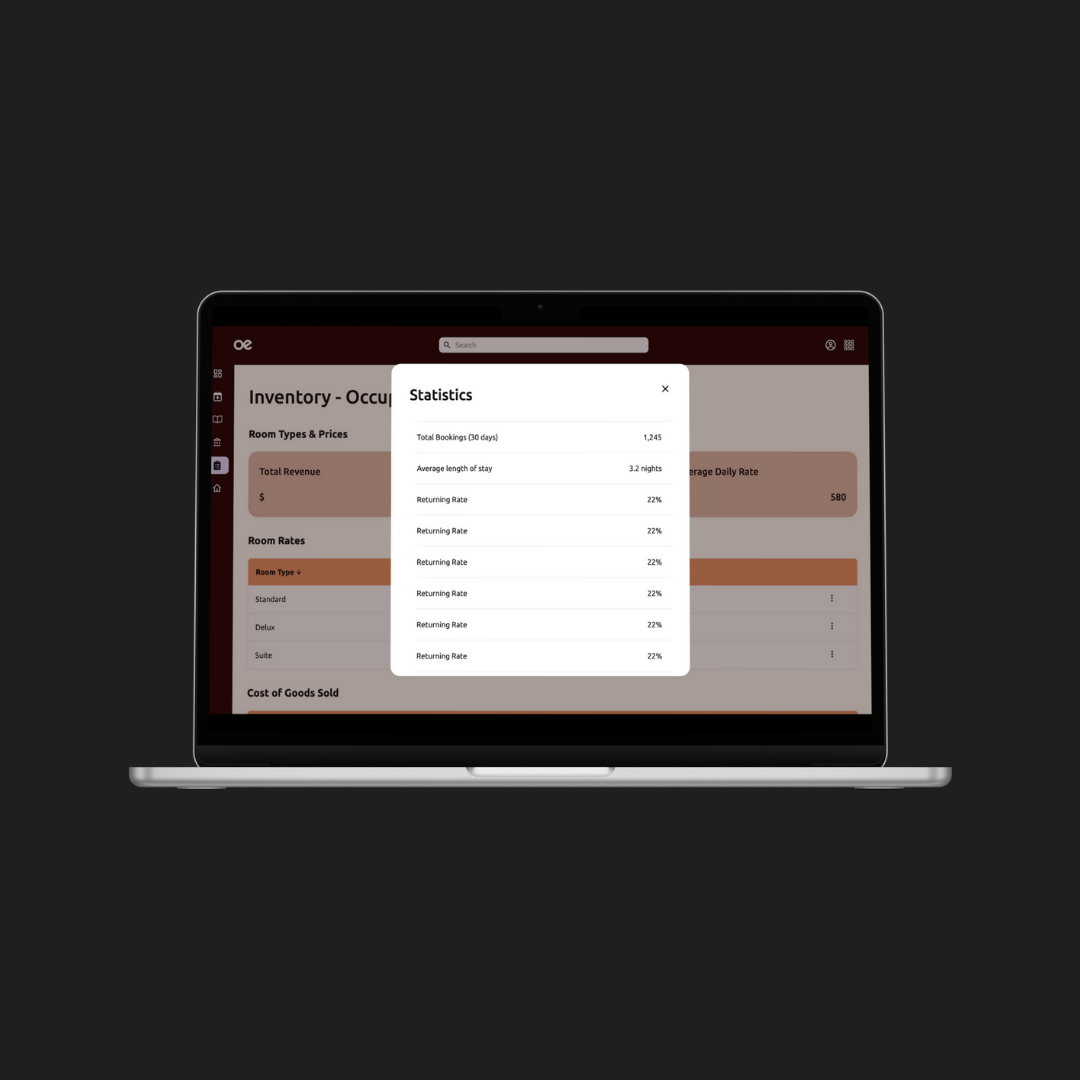 oe
Search
Inventory - Occu
Room Types & Prices
Total Revenue
$
erage Daily Rate
580
Room Rates
Room Type ↓
Standard
Delux
Suite
Cost of Goods Sold
Statistics
Total Bookings (30 days) 1,245
Average length of stay 3.2 nights
Returning Rate 22%
Returning Rate 22%
Returning Rate 22%
Returning Rate 22%
Returning Rate 22%
Returning Rate 22%